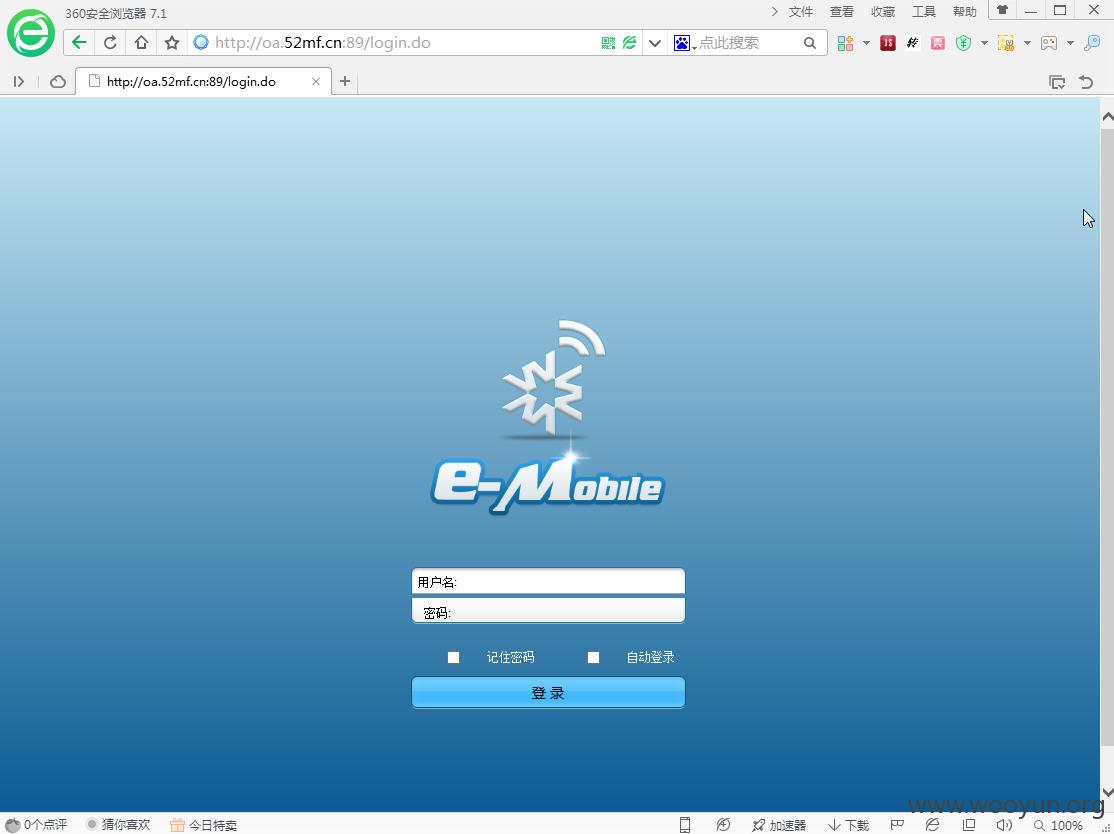 360安全浏览器 7.1
文件 查看 收藏 工具 帮助
http://oa.52mf.cn:89/login.do
点此搜索
http://oa.52mf.cn:89/login.do
e-Mobile
用户名:
密码:
记住密码 自动登录
登 录
www.wooyun.org
0个点评 猜你喜欢 今日特卖 加速器 下载 100%